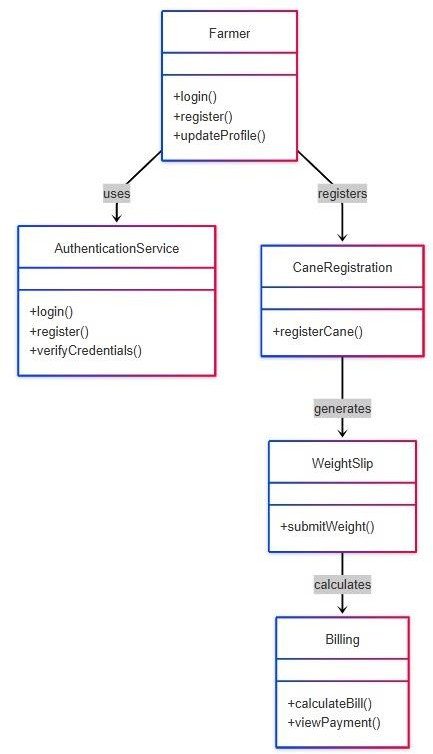 Farmer
+login()
+register()
+updateProfile()
uses
registers
AuthenticationService
+login()
+register()
+verifyCredentials()
CaneRegistration
+registerCane()
generates
WeightSlip
+submitWeight()
calculates
Billing
+calculateBill()
+viewPayment()